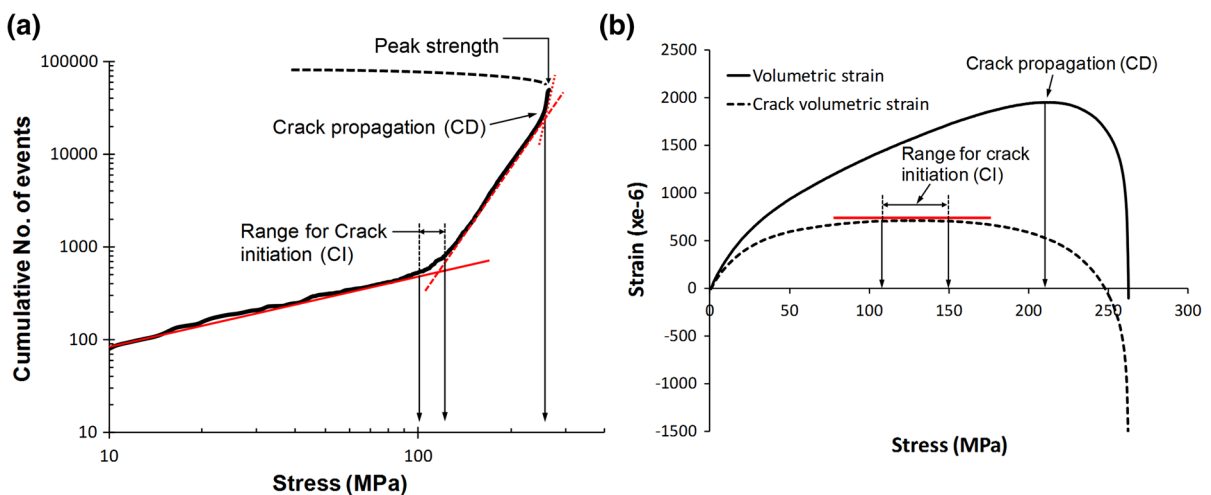 (a)
Peak strength
100000
Crack propagation (CD)
10000
Cumulative No. of events
Range for Crack
initiation (CI)
1000
100
10
10
100
Stress (MPa)
(b)
2500
Volumetric strain
Crack volumetric strain
Crack propagation (CD)
2000
1500
Range for crack
initiation (CI)
1000
500
Strain (xe-6)
0
0
50
100
150
200
250
300
-500
-1000
-1500
Stress (MPa)